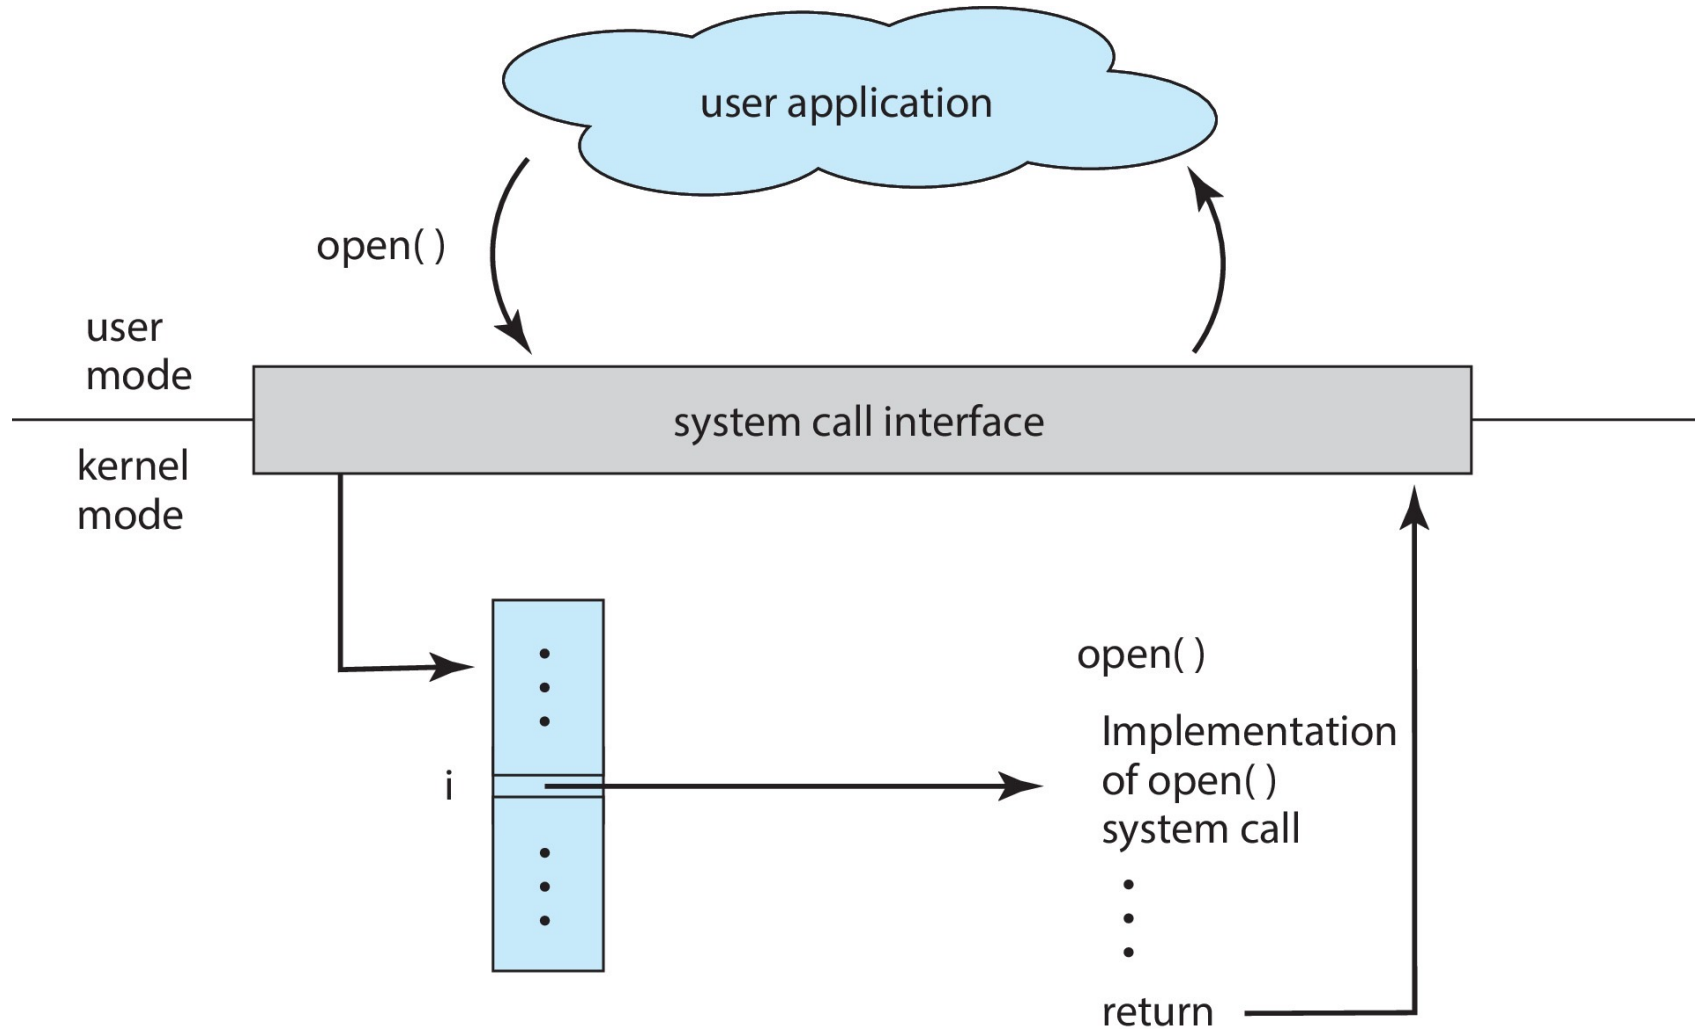 user application
open( )
user
mode
system call interface
kernel
mode
open( )
i
Implementation
of open( )
system call
return